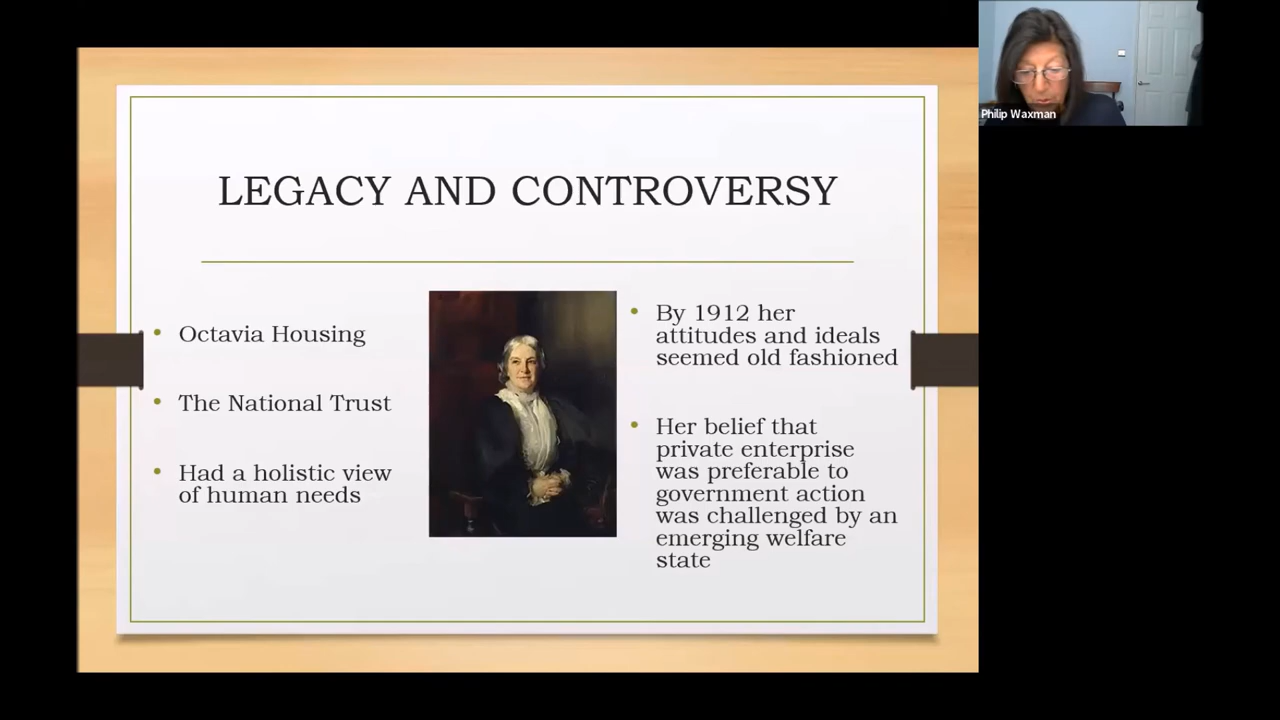 LEGACY AND CONTROVERSY
Octavia Housing
The National Trust
Had a holistic view
of human needs
By 1912 her
attitudes and ideals
seemed old fashioned
Her belief that
private enterprise
was preferable to
government action
was challenged by an
emerging welfare
state
Philip Waxman